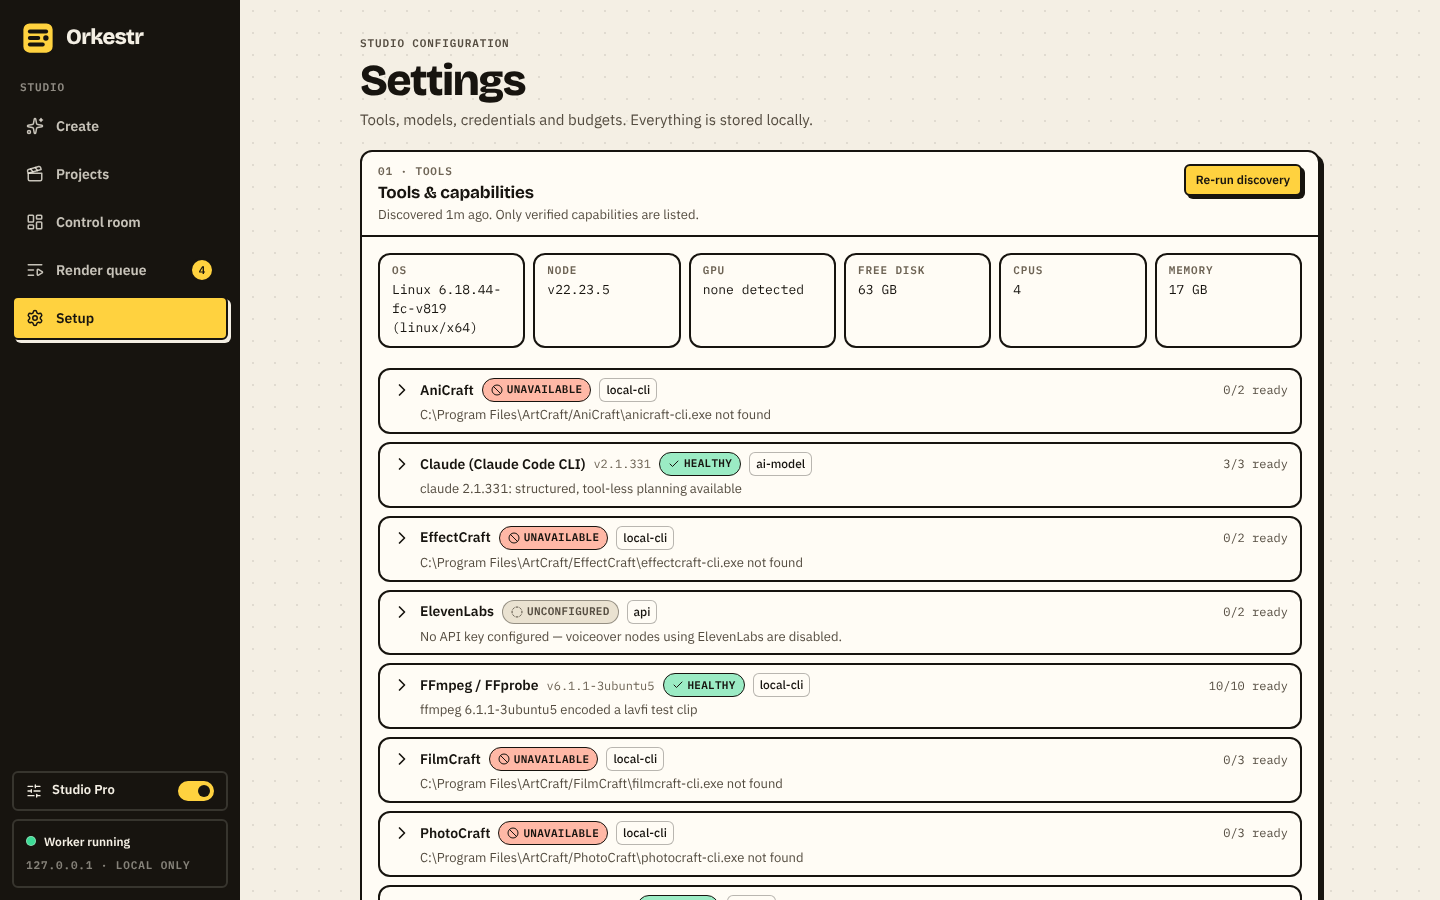 Orkestr
STUDIO
Create
Projects
Control room
Render queue 4
Setup
Studio Pro
Worker running
127.0.0.1 · LOCAL ONLY
STUDIO CONFIGURATION
Settings
Tools, models, credentials and budgets. Everything is stored locally.
01 · TOOLS
Tools & capabilities
Discovered 1m ago. Only verified capabilities are listed.
Re-run discovery
OS
Linux 6.18.44-
fc-v819
(linux/x64)
NODE
v22.23.5
GPU
none detected
FREE DISK
63 GB
CPUS
4
MEMORY
17 GB
AniCraft UNAVAILABLE local-cli 0/2 ready
C:\Program Files\ArtCraft/AniCraft\anicraft-cli.exe not found
Claude (Claude Code CLI) v2.1.331 HEALTHY ai-model 3/3 ready
claude 2.1.331: structured, tool-less planning available
EffectCraft UNAVAILABLE local-cli 0/2 ready
C:\Program Files\ArtCraft/EffectCraft\effectcraft-cli.exe not found
ElevenLabs UNCONFIGURED api 0/2 ready
No API key configured — voiceover nodes using ElevenLabs are disabled.
FFmpeg / FFprobe v6.1.1-3ubuntu5 HEALTHY local-cli 10/10 ready
ffmpeg 6.1.1-3ubuntu5 encoded a lavfi test clip
FilmCraft UNAVAILABLE local-cli 0/3 ready
C:\Program Files\ArtCraft/FilmCraft\filmcraft-cli.exe not found
PhotoCraft UNAVAILABLE local-cli 0/3 ready
C:\Program Files\ArtCraft/PhotoCraft\photocraft-cli.exe not found